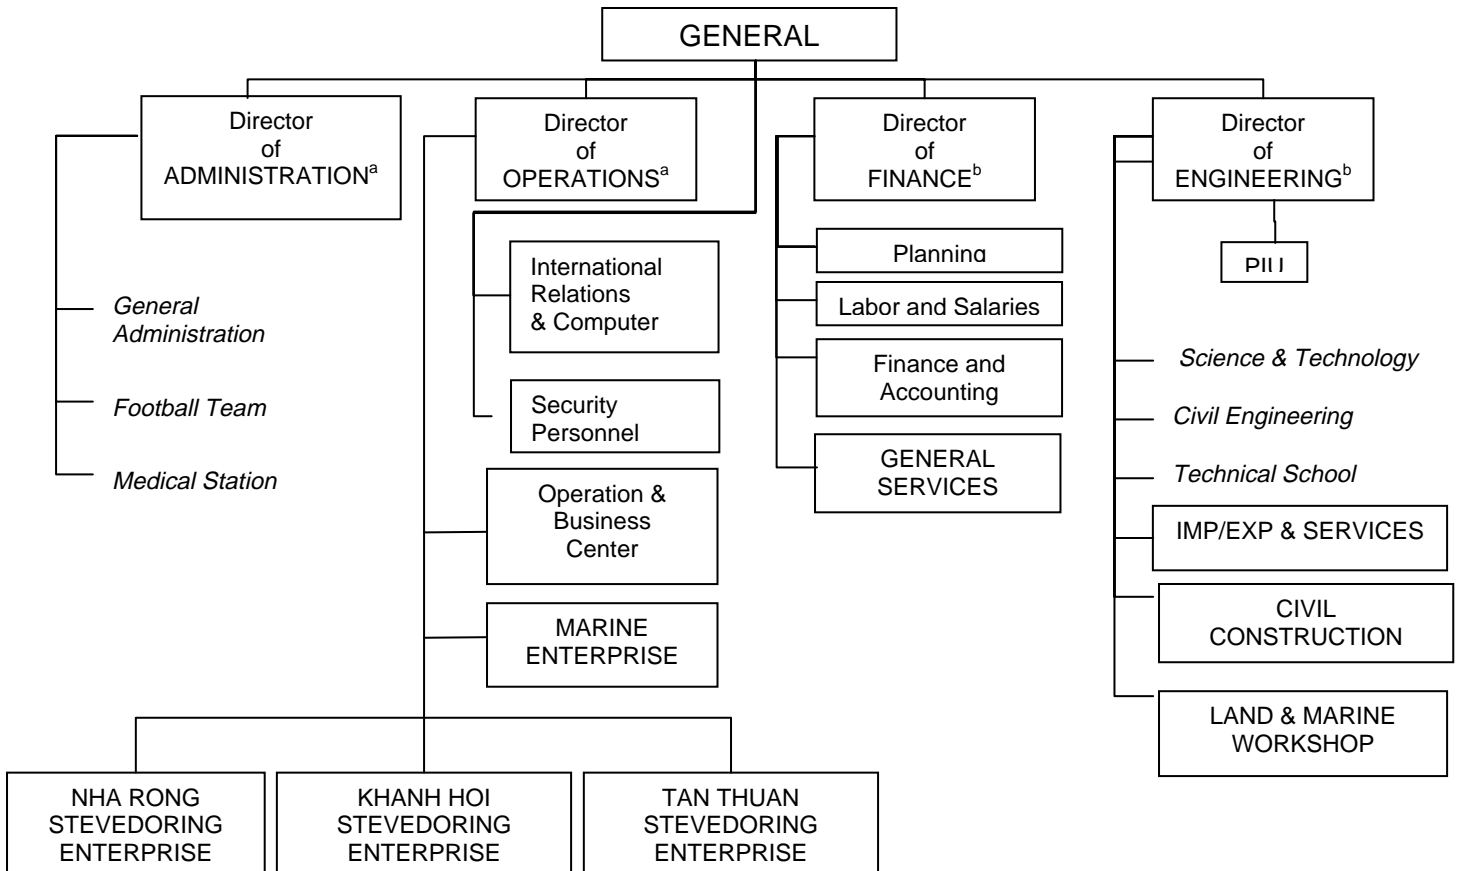 GENERAL
Director
of
ADMINISTRATIONᵃ
Director
of
OPERATIONSᵃ
Director
of
FINANCEᵇ
Director
of
ENGINEERINGᵇ
General
Administration
Football Team
Medical Station
International
Relations
& Computer
Security
Personnel
Operation &
Business
Center
MARINE
ENTERPRISE
Planning
Labor and Salaries
Finance and
Accounting
GENERAL
SERVICES
PIU
Science & Technology
Civil Engineering
Technical School
IMP/EXP & SERVICES
CIVIL
CONSTRUCTION
LAND & MARINE
WORKSHOP
NHA RONG
STEVEDORING
ENTERPRISE
KHANH HOI
STEVEDORING
ENTERPRISE
TAN THUAN
STEVEDORING
ENTERPRISE